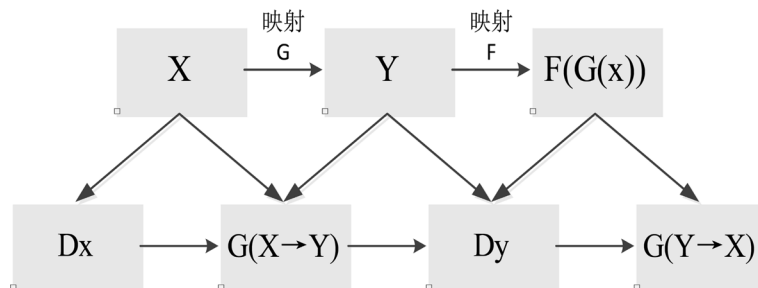 映射
G
映射
F
X
Y
F(G(x))
Dx
G(X→Y)
Dy
G(Y→X)